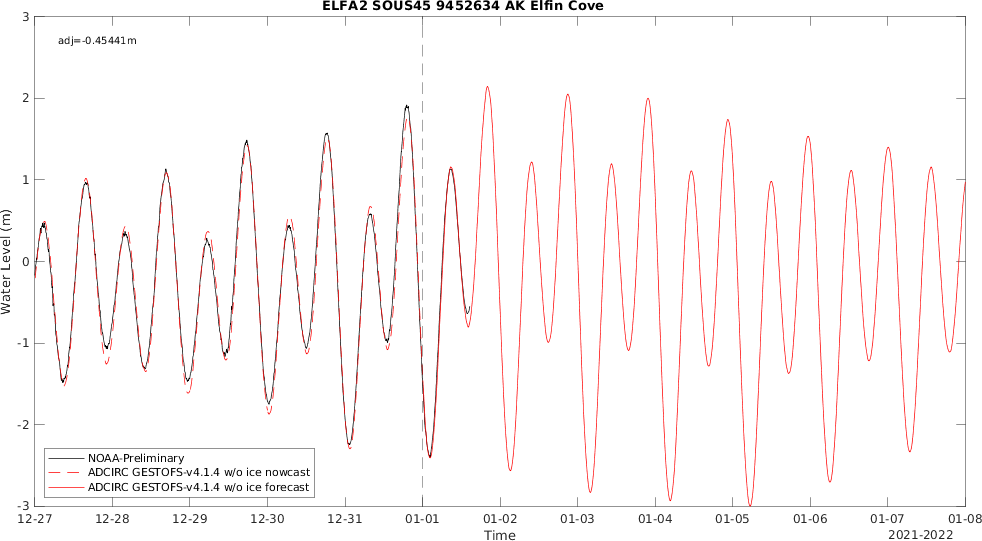 ELFA2 SOUS45 9452634 AK Elfin Cove
adj=-0.45441m
3
2
1
0
-1
-2
-3
Water Level (m)
NOAA-Preliminary
ADCIRC GESTOFS-v4.1.4 w/o ice nowcast
ADCIRC GESTOFS-v4.1.4 w/o ice forecast
12-27 12-28 12-29 12-30 12-31 01-01 01-02 01-03 01-04 01-05 01-06 01-07 01-08
Time
2021-2022